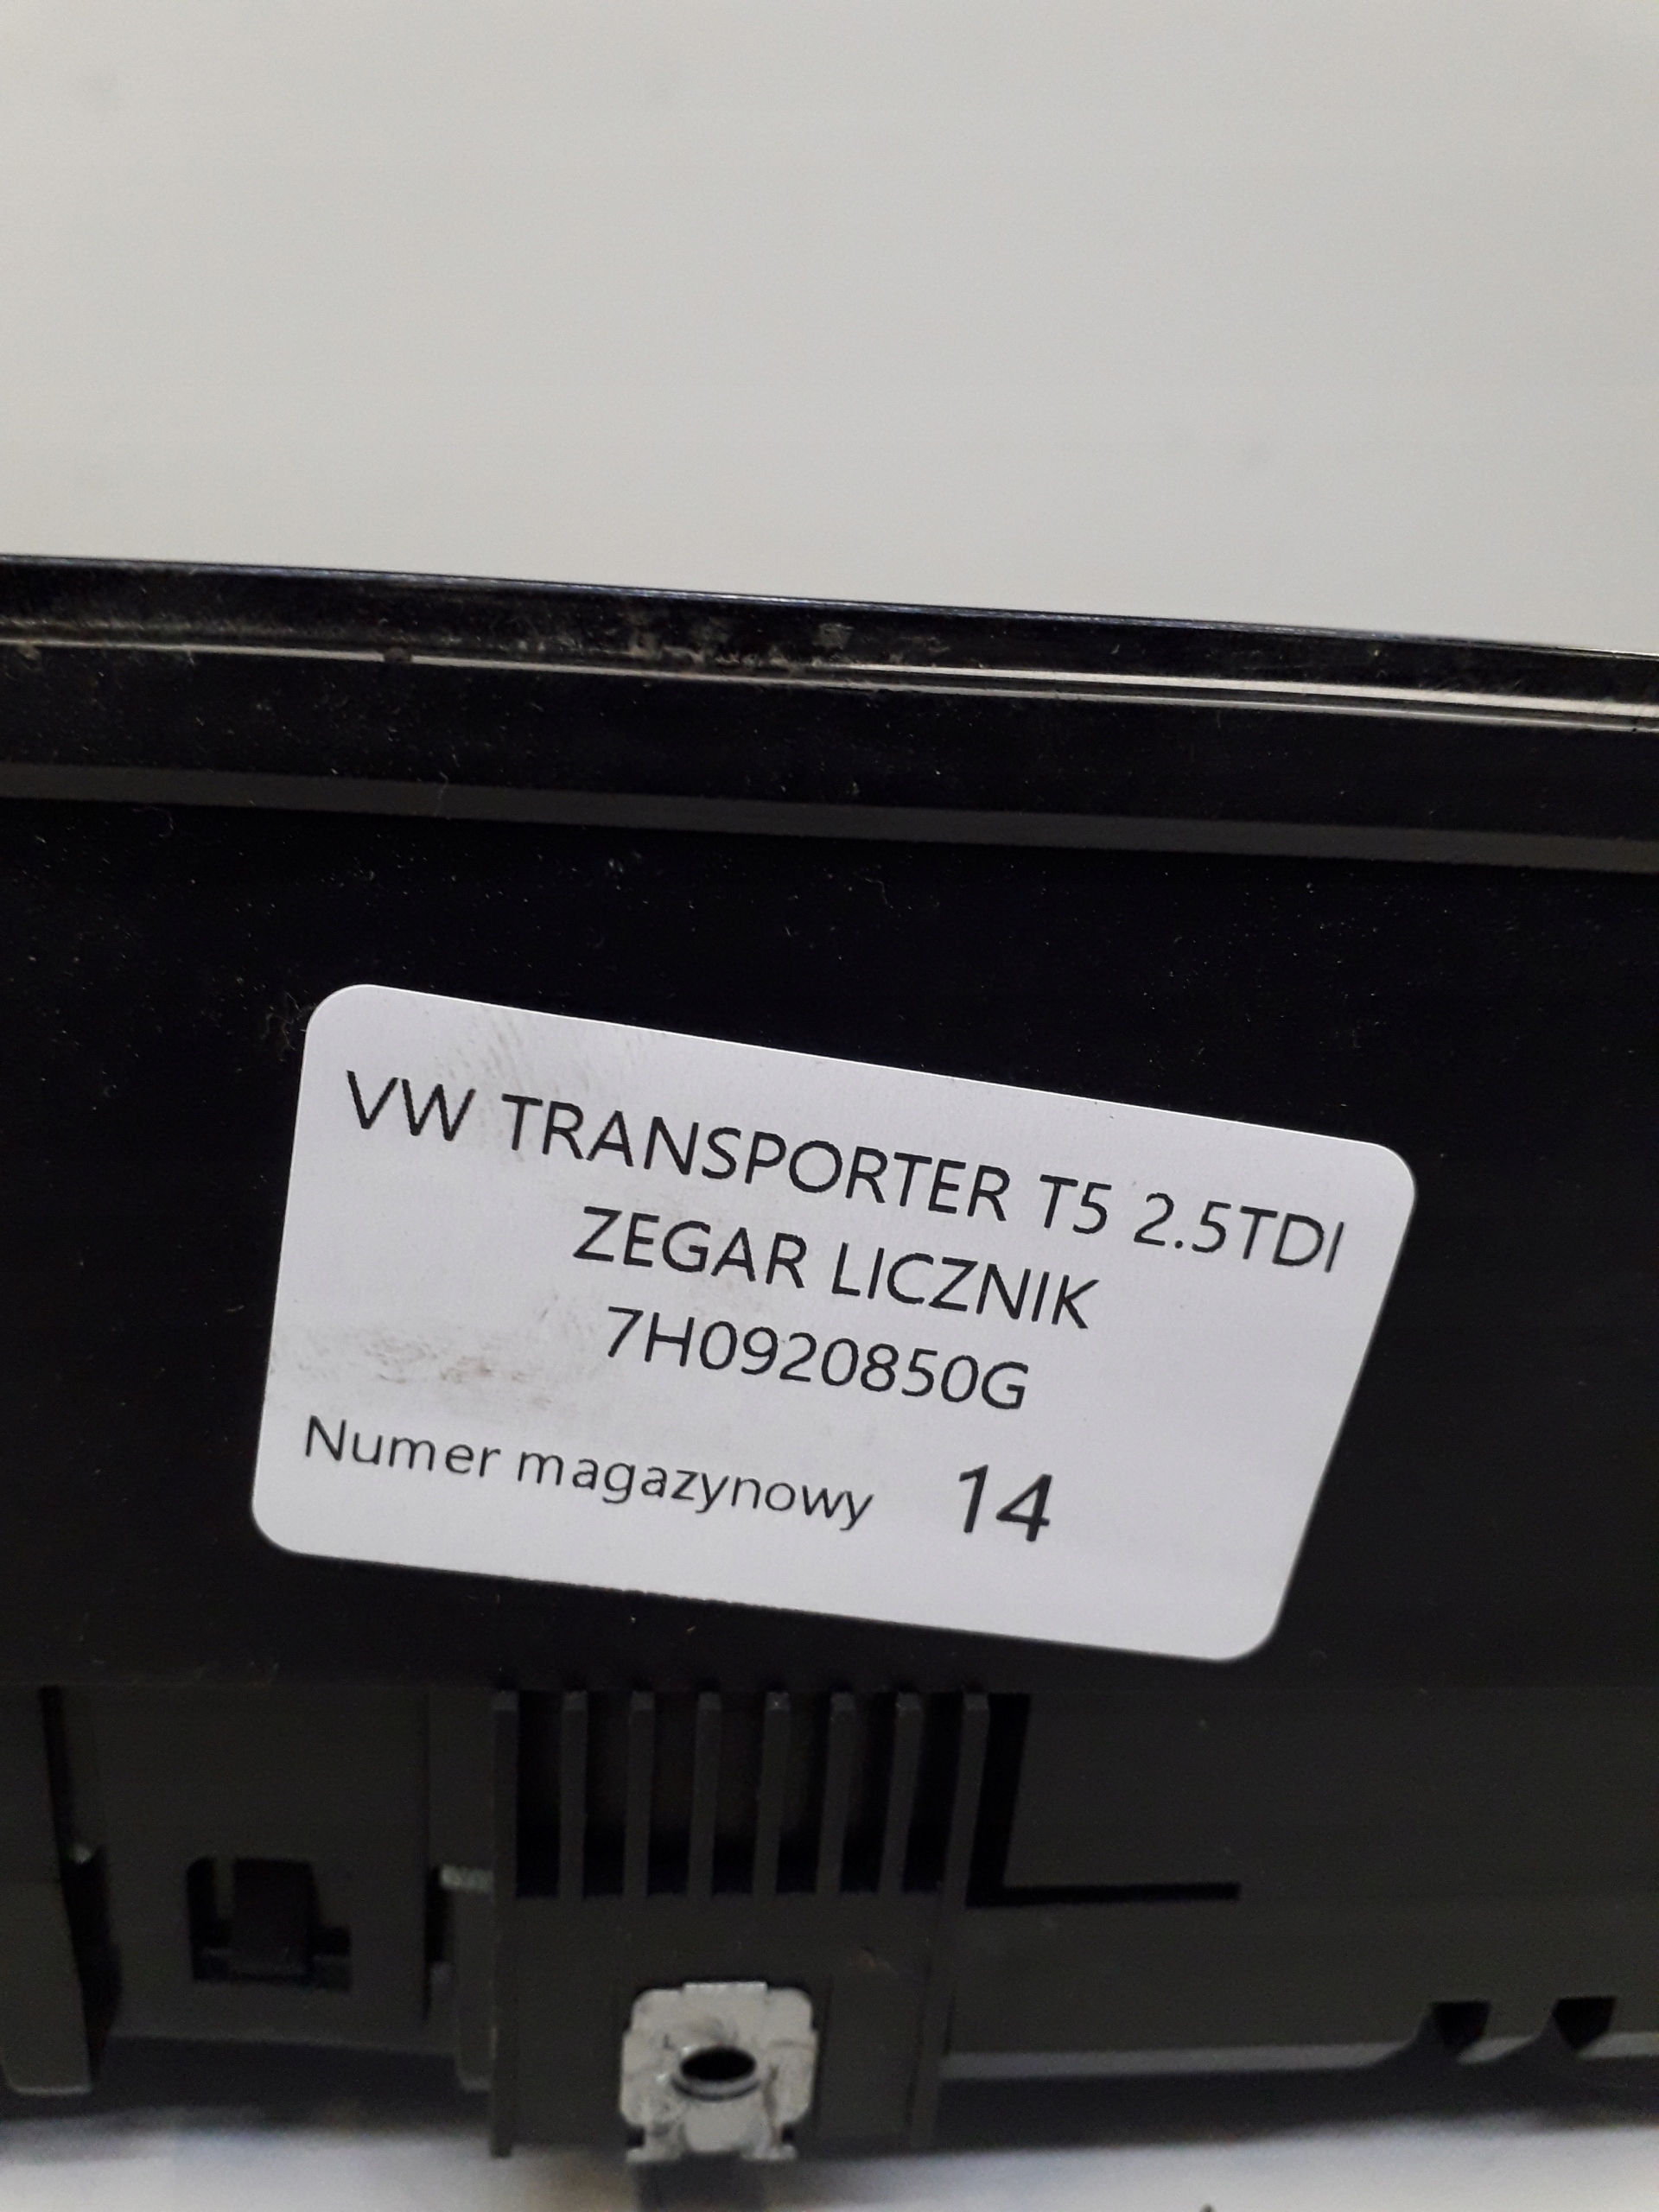 VW TRANSPORTER T5 2.5TDI
ZEGAR LICZNIK
7H0920850G
Numer magazynowy 14